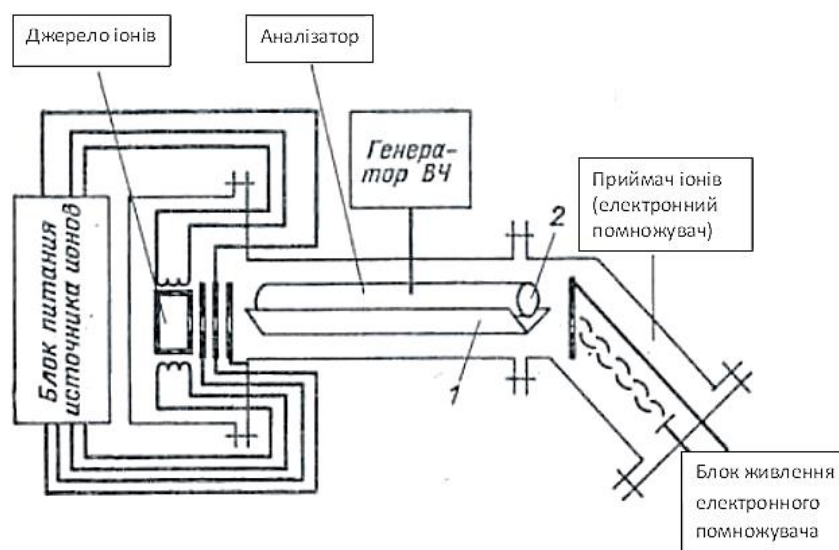 Джерело іонів
Аналізатор
Генера-
тор ВЧ
Приймач іонів
(електронний
помножувач)
2
Блок питания
источника ионов
1
Блок живлення
електронного
помножувача